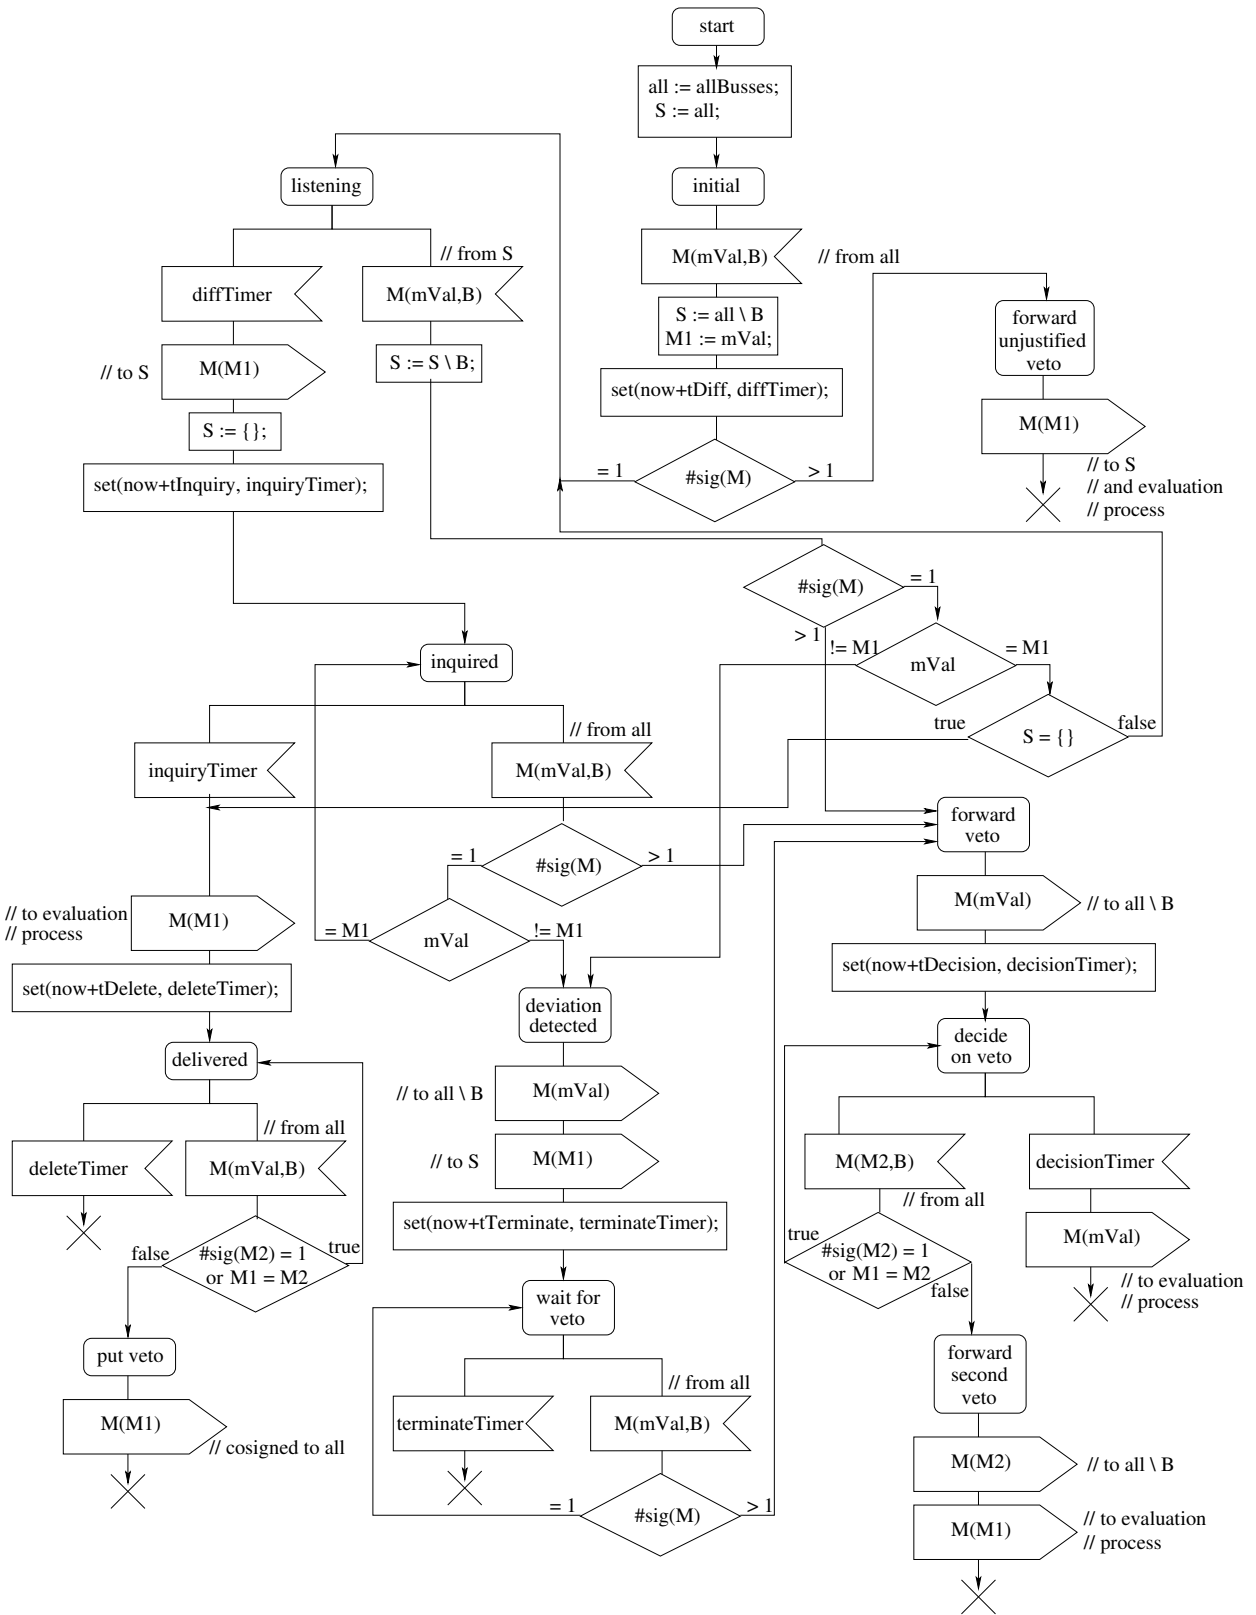 start
all := allBusses;
S := all;
listening
initial
// from S
M(mVal,B)
// from all
diffTimer
M(mVal,B)
S := all \ B
M1 := mVal;
forward
unjustified
veto
// to S
M(M1)
S := S \ B;
set(now+tDiff, diffTimer);
M(M1)
S := {};
= 1
#sig(M)
> 1
// to S
// and evaluation
// process
set(now+tInquiry, inquiryTimer);
#sig(M)
= 1
> 1
!= M1
mVal
= M1
inquired
true
S = {}
false
// from all
inquiryTimer
M(mVal,B)
forward
veto
= 1
#sig(M)
> 1
M(mVal)
// to all \ B
// to evaluation
// process
M(M1)
= M1
mVal
!= M1
set(now+tDecision, decisionTimer);
set(now+tDelete, deleteTimer);
deviation
detected
decide
on veto
delivered
// to all \ B
M(mVal)
// from all
deleteTimer
M(mVal,B)
// to S
M(M1)
M(M2,B)
decisionTimer
// from all
set(now+tTerminate, terminateTimer);
M(mVal)
false
#sig(M2) = 1
or M1 = M2
true
true
#sig(M2) = 1
or M1 = M2
false
// to evaluation
// process
wait for
veto
put veto
forward
second
veto
// from all
M(M1)
// cosigned to all
terminateTimer
M(mVal,B)
M(M2)
// to all \ B
= 1
#sig(M)
> 1
M(M1)
// to evaluation
// process